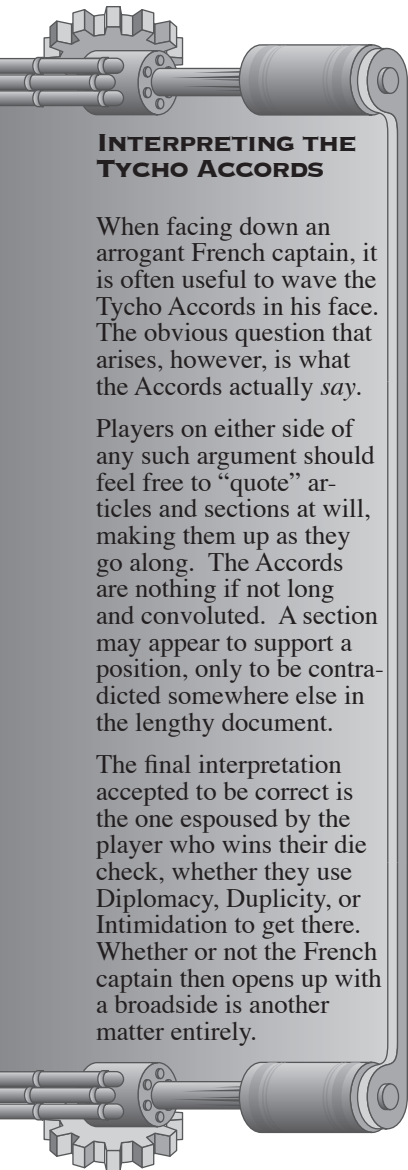 INTERPRETING THE
TYCHO ACCORDS
When facing down an
arrogant French captain, it
is often useful to wave the
Tycho Accords in his face.
The obvious question that
arises, however, is what
the Accords actually say.
Players on either side of
any such argument should
feel free to “quote” ar-
ticles and sections at will,
making them up as they
go along.  The Accords
are nothing if not long
and convoluted.  A section
may appear to support a
position, only to be contra-
dicted somewhere else in
the lengthy document.
The final interpretation
accepted to be correct is
the one espoused by the
player who wins their die
check, whether they use
Diplomacy, Duplicity, or
Intimidation to get there.
Whether or not the French
captain then opens up with
a broadside is another
matter entirely.